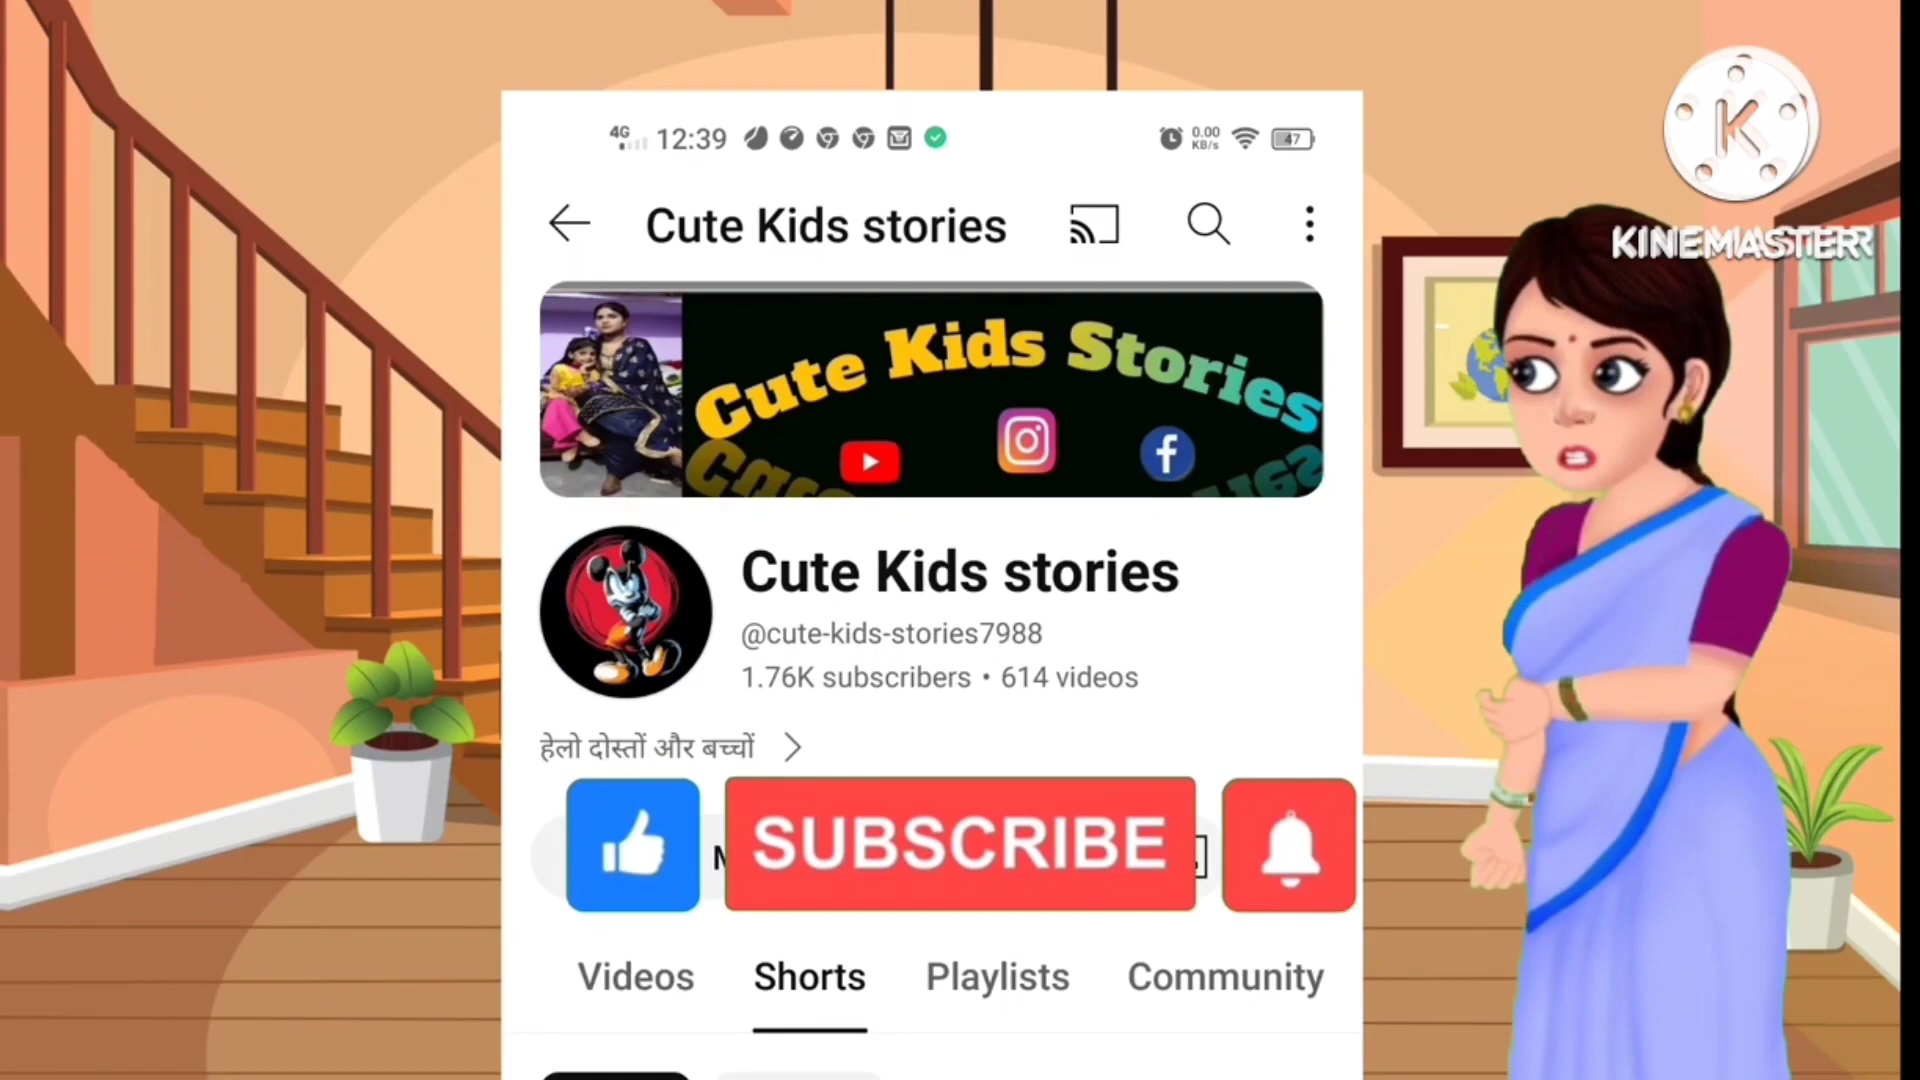 4G 12:39 0.00 KB/s 47
K
KINEMASTER
Cute Kids stories
Cute Kids Stories
Cute Kids stories
@cute-kids-stories7988
1.76K subscribers • 614 videos
हेलो दोस्तों और बच्चों
SUBSCRIBE
Videos Shorts Playlists Community